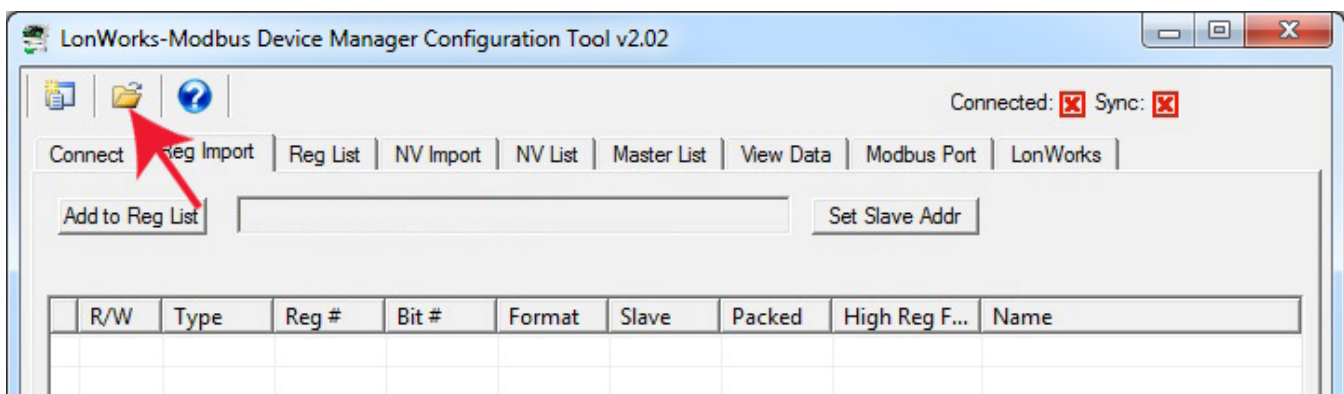 LonWorks-Modbus Device Manager Configuration Tool v2.02
Connected: Sync:
Connect Reg Import Reg List NV Import NV List Master List View Data Modbus Port LonWorks
Add to Reg List Set Slave Addr
R/W Type Reg # Bit # Format Slave Packed High Reg F... Name